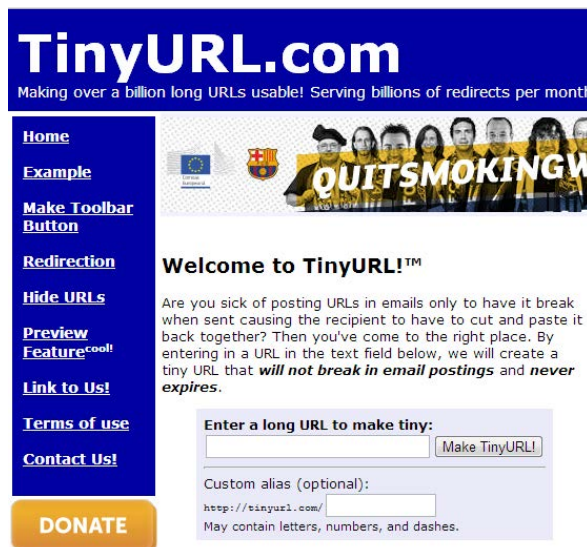 TinyURL.com
Making over a billion long URLs usable! Serving billions of redirects per month
Home
Example
Make Toolbar
Button
Redirection
Hide URLs
Preview
Featurecool!
Link to Us!
Terms of use
Contact Us!
DONATE
QUITSMOKINGW
Welcome to TinyURL!™
Are you sick of posting URLs in emails only to have it break
when sent causing the recipient to have to cut and paste it
back together? Then you've come to the right place. By
entering in a URL in the text field below, we will create a
tiny URL that will not break in email postings and never
expires.
Enter a long URL to make tiny:
Make TinyURL!
Custom alias (optional):
http://tinyurl.com/
May contain letters, numbers, and dashes.